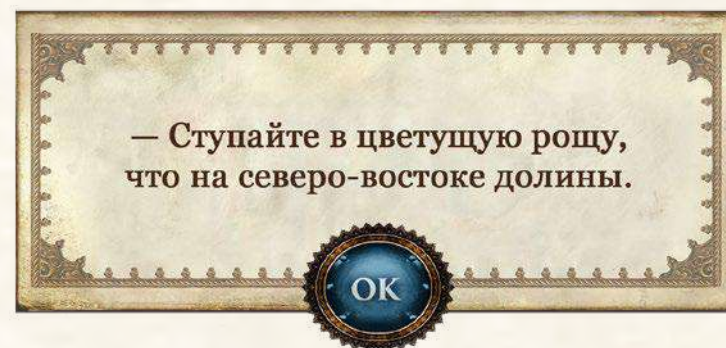 — Ступайте в цветущую рощу,
что на северо-востоке долины.
OK